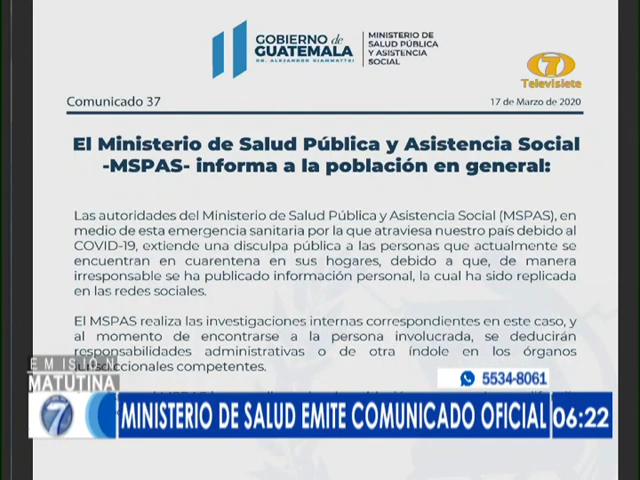 GOBIERNO de
GUATEMALA
DR. ALEJANDRO GIAMMATTEI
MINISTERIO DE
SALUD PÚBLICA
Y ASISTENCIA
SOCIAL
7
Televisiete
Comunicado 37
17 de Marzo de 2020
El Ministerio de Salud Pública y Asistencia Social
-MSPAS- informa a la población en general:
Las autoridades del Ministerio de Salud Pública y Asistencia Social (MSPAS), en
medio de esta emergencia sanitaria por la que atraviesa nuestro país debido al
COVID-19, extiende una disculpa pública a las personas que actualmente se
encuentran en cuarentena en sus hogares, debido a que, de manera
irresponsable se ha publicado información personal, la cual ha sido replicada
en las redes sociales.
El MSPAS realiza las investigaciones internas correspondientes en este caso, y
al momento de encontrarse a la persona involucrada, se deducirán
responsabilidades administrativas o de otra índole en los órganos
jurisdiccionales competentes.
EMISIÓN
MATUTINA
5534-8061
7
MINISTERIO DE SALUD EMITE COMUNICADO OFICIAL
06:22